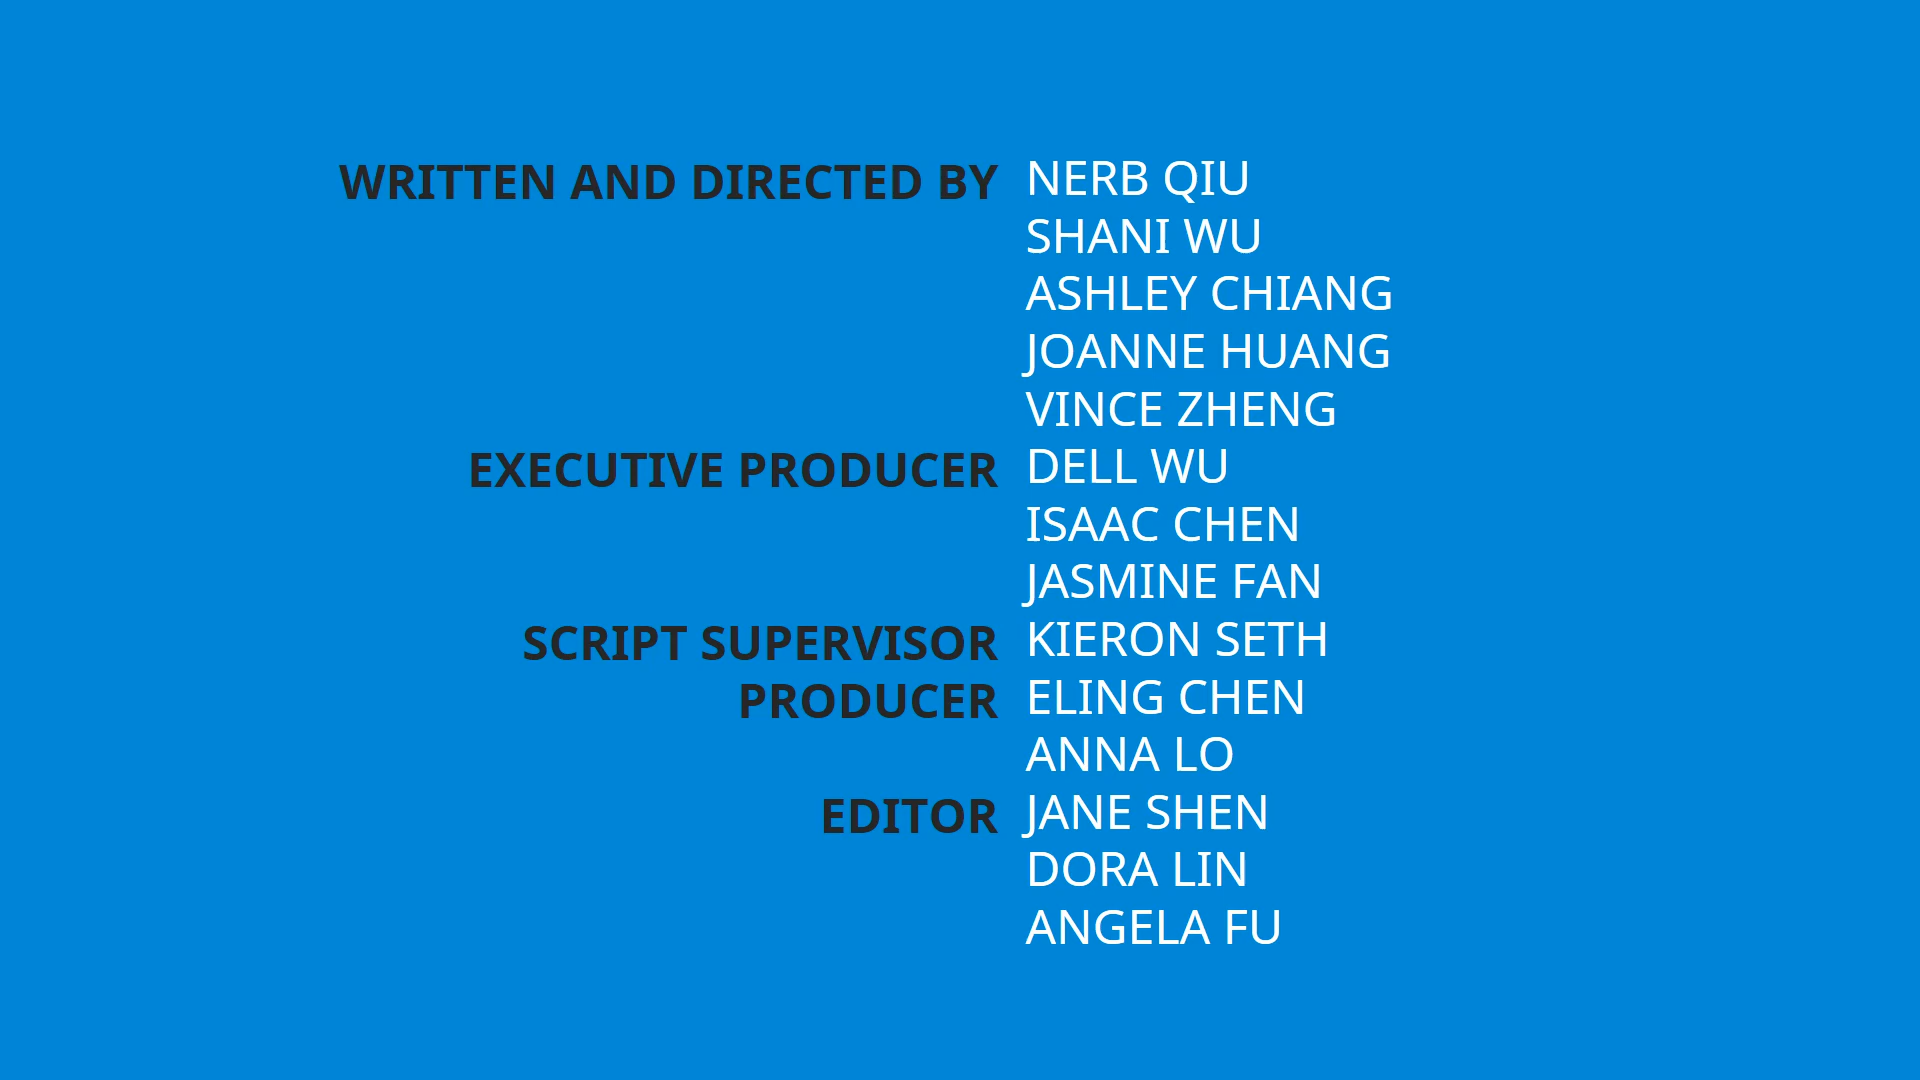 WRITTEN AND DIRECTED BY NERB QIU
SHANI WU
ASHLEY CHIANG
JOANNE HUANG
VINCE ZHENG
EXECUTIVE PRODUCER DELL WU
ISAAC CHEN
JASMINE FAN
SCRIPT SUPERVISOR KIERON SETH
PRODUCER ELING CHEN
ANNA LO
EDITOR JANE SHEN
DORA LIN
ANGELA FU